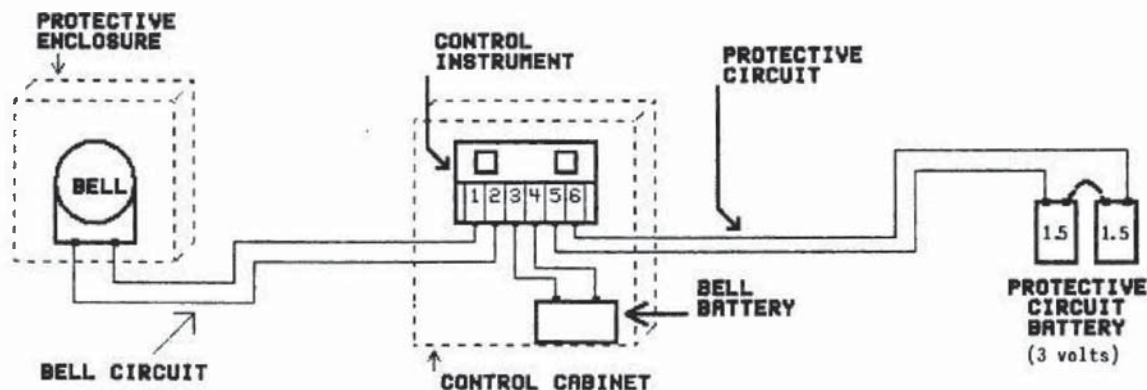 PROTECTIVE
ENCLOSURE
CONTROL
INSTRUMENT
PROTECTIVE
CIRCUIT
BELL
1 2 3 4 5 6
1.5 1.5
BELL
BATTERY
PROTECTIVE
CIRCUIT
BATTERY
(3 volts)
BELL CIRCUIT
CONTROL CABINET